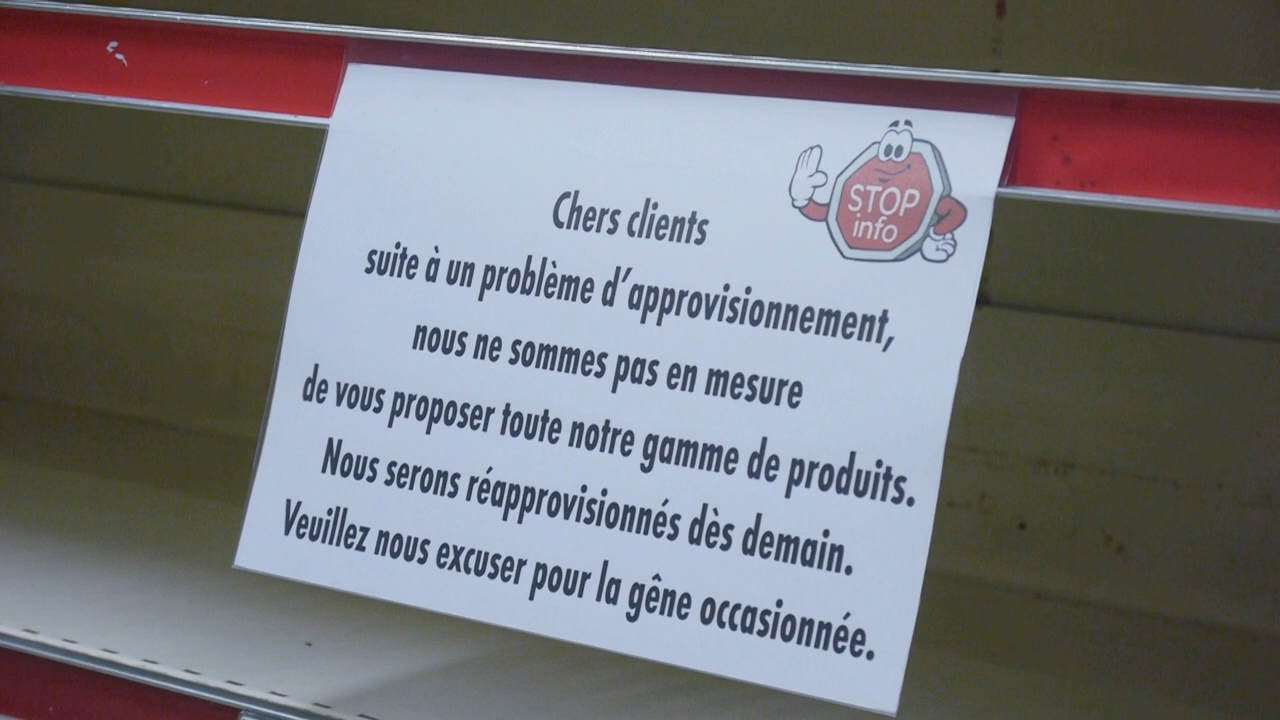 STOP
info
Chers clients
suite à un problème d'approvisionnement,
nous ne sommes pas en mesure
de vous proposer toute notre gamme de produits.
Nous serons réapprovisionnés dès demain.
Veuillez nous excuser pour la gêne occasionnée.